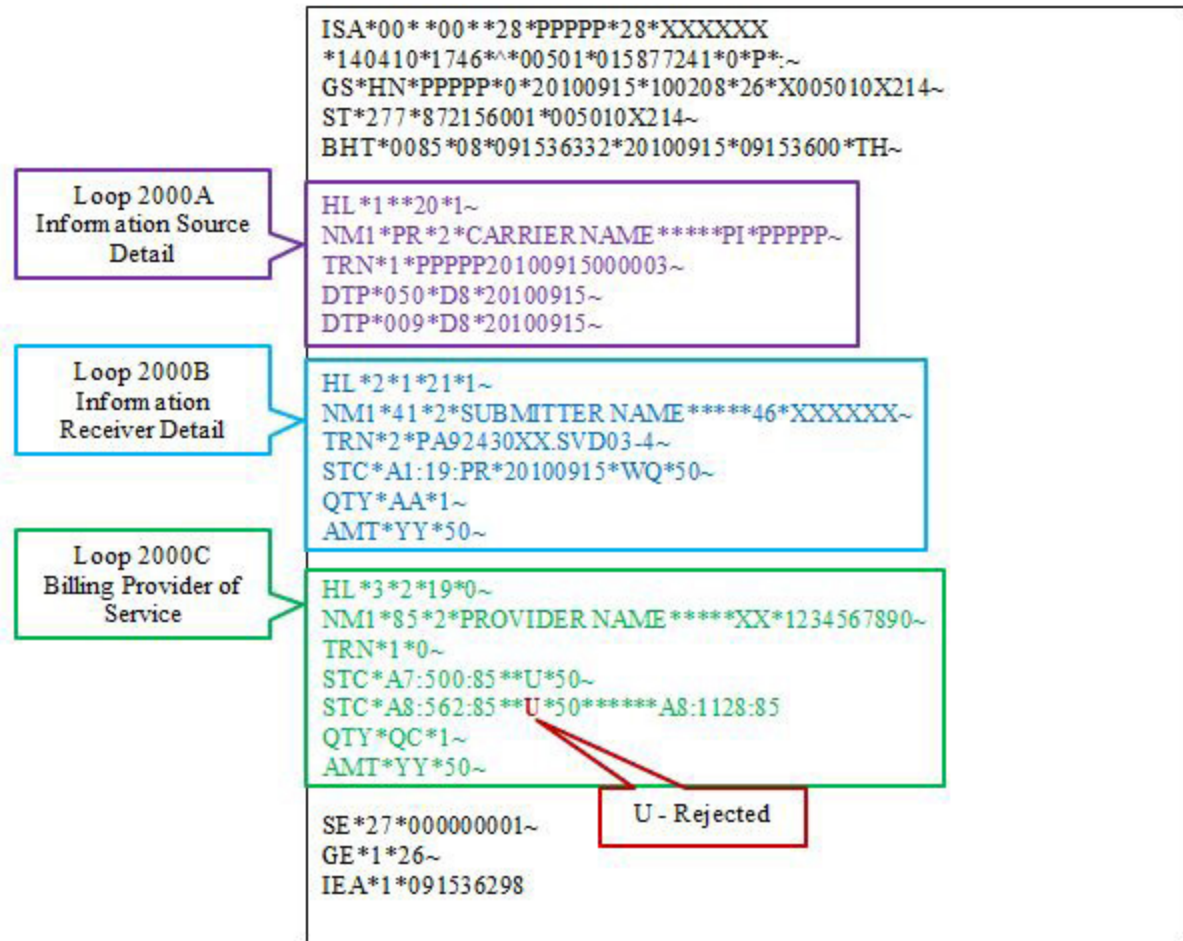 ISA*00* *00* *28*PPPPP*28*XXXXXX
*140410*1746*^*00501*015877241*0*P*:~
GS*HN*PPPPP*0*20100915*100208*26*X005010X214~
ST*277*872156001*005010X214~
BHT*0085*08*091536332*20100915*09153600*TH~
Loop 2000A
Information Source
Detail
HL*1**20*1~
NM1*PR*2*CARRIER NAME*****PI*PPPPP~
TRN*1*PPPPP20100915000003~
DTP*050*D8*20100915~
DTP*009*D8*20100915~
Loop 2000B
Information
Receiver Detail
HL*2*1*21*1~
NM1*41*2*SUBMITTER NAME*****46*XXXXXX~
TRN*2*PA92430XX.SVD03-4~
STC*A1:19:PR*20100915*WQ*50~
QTY*AA*1~
AMT*YY*50~
Loop 2000C
Billing Provider of
Service
HL*3*2*19*0~
NM1*85*2*PROVIDER NAME*****XX*1234567890~
TRN*1*0~
STC*A7:500:85**U*50~
STC*A8:562:85**U*50******A8:1128:85
QTY*QC*1~
AMT*YY*50~
U - Rejected
SE*27*000000001~
GE*1*26~
IEA*1*091536298